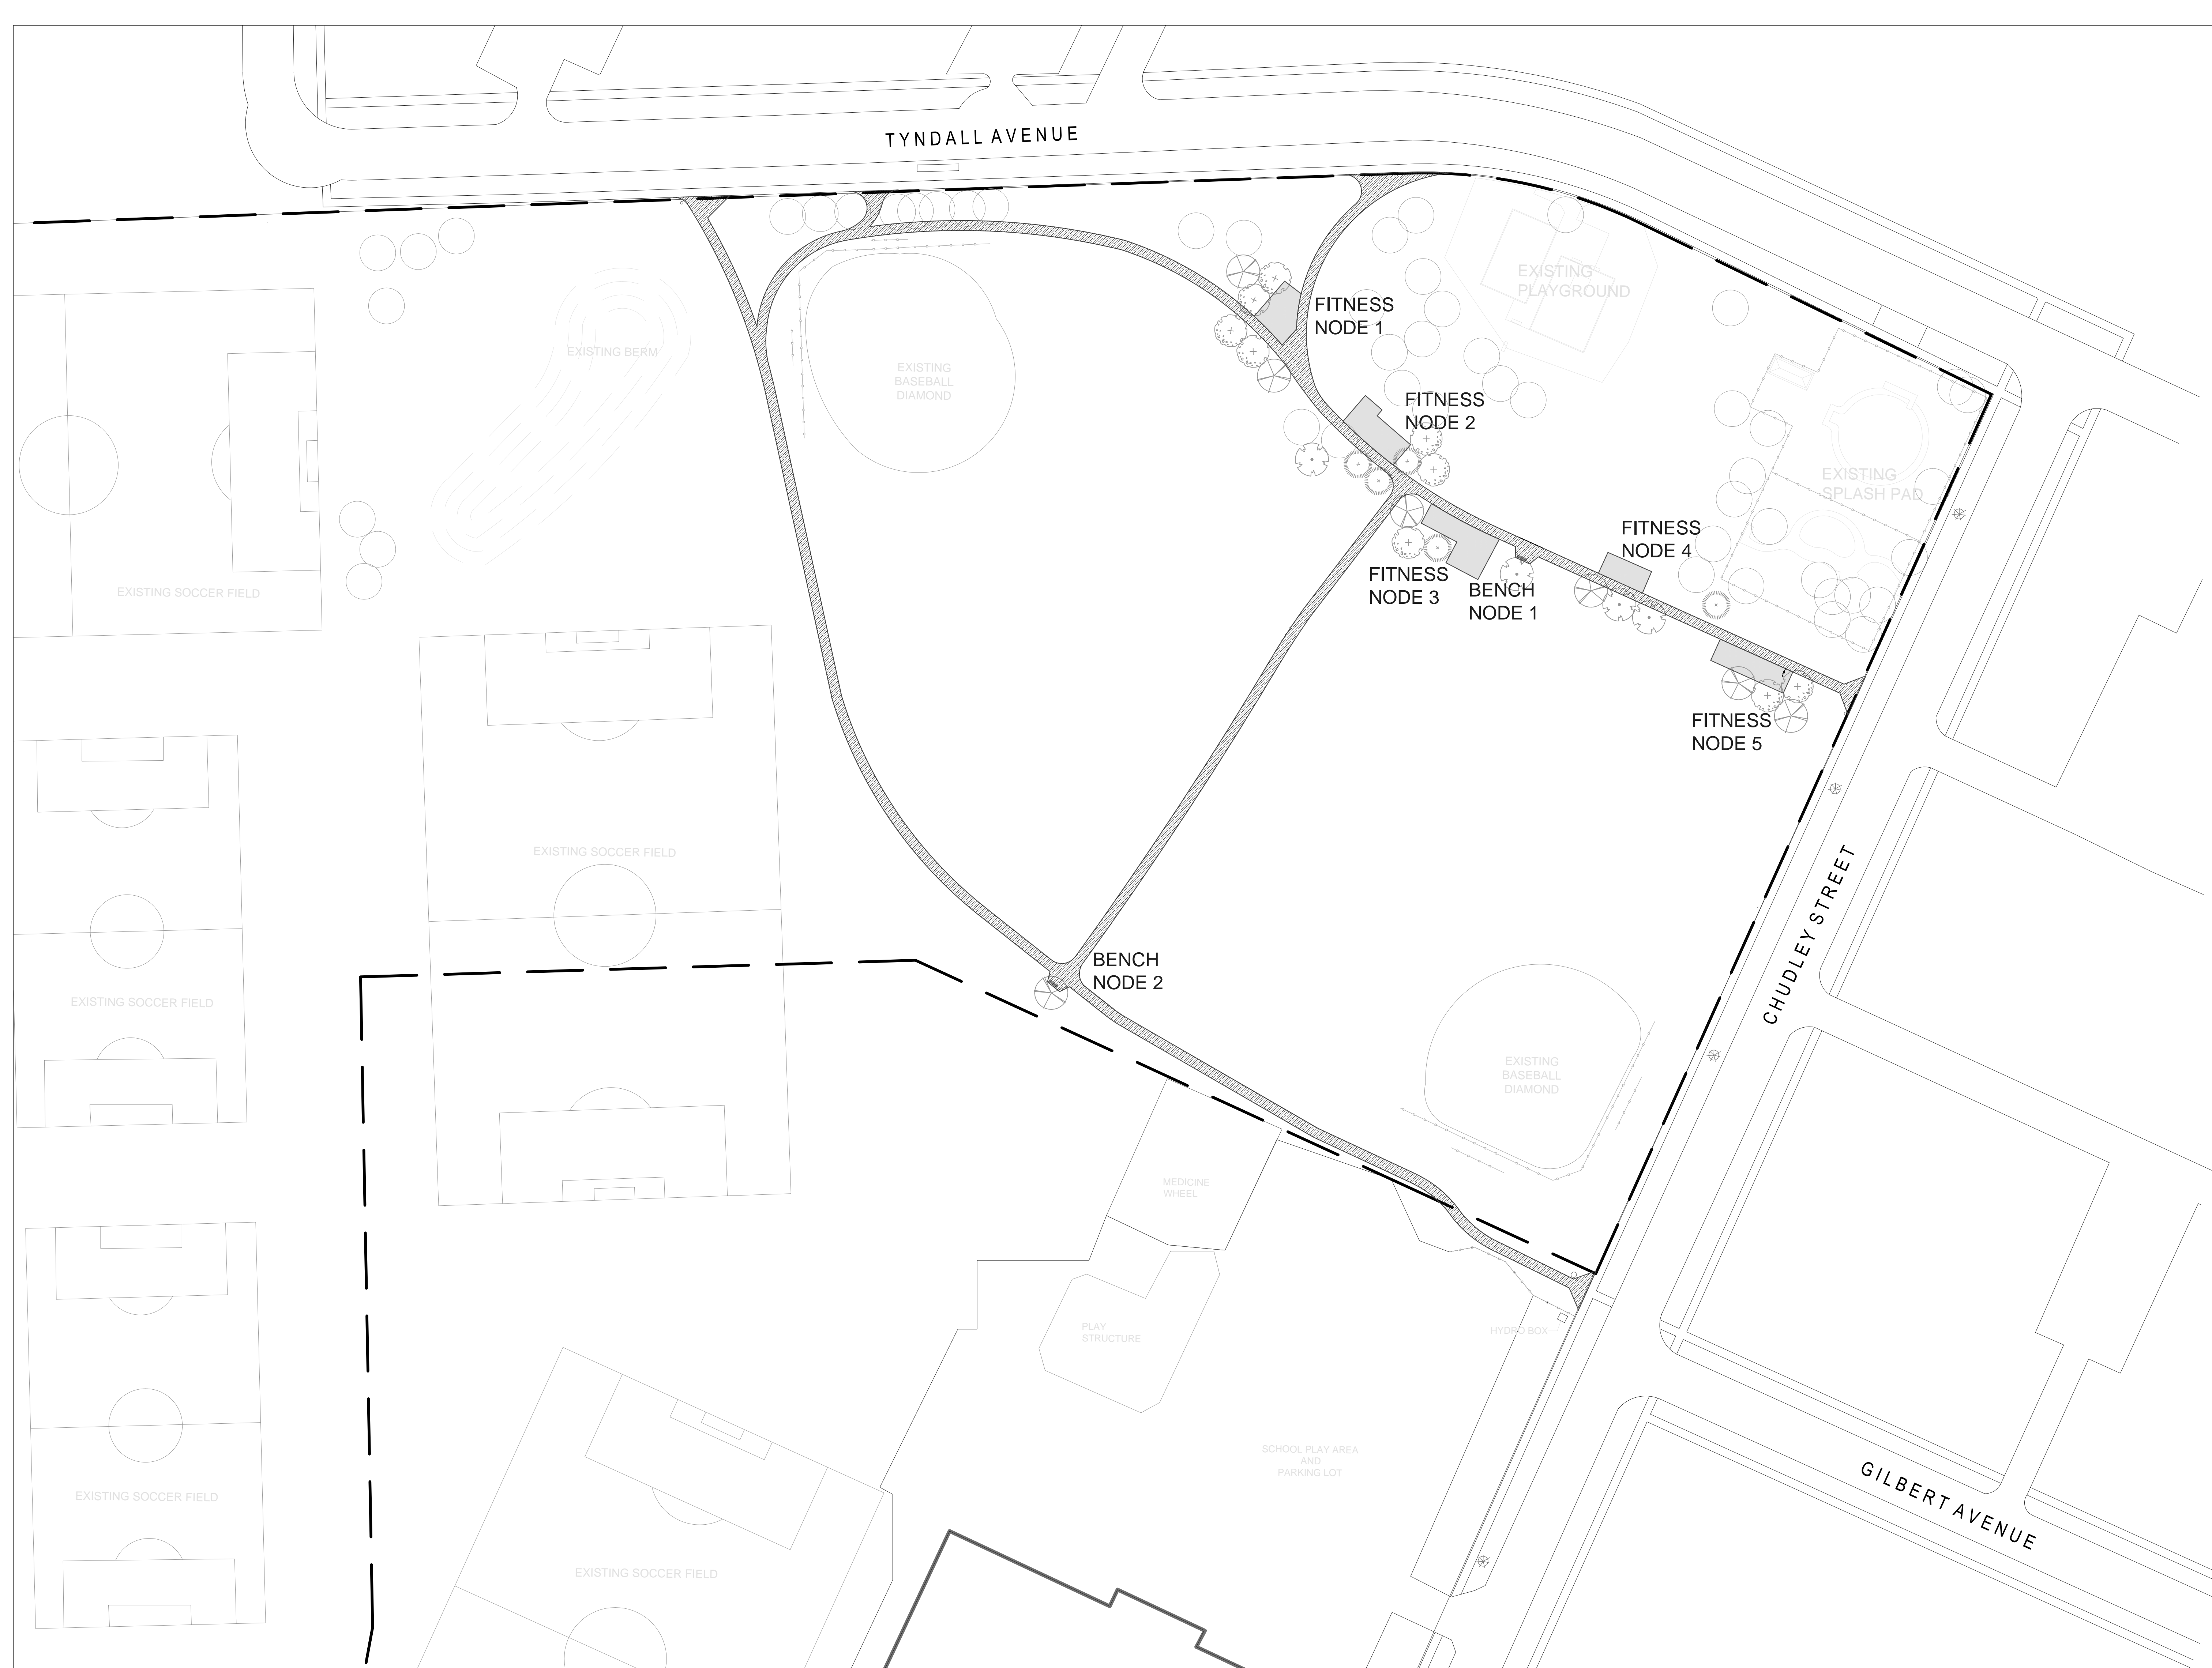 TYNDALL AVENUE
EXISTING
PLAYGROUND
FITNESS
NODE 1
EXISTING BERM
EXISTING
BASEBALL
DIAMOND
FITNESS
NODE 2
EXISTING
SPLASH PAD
FITNESS
NODE 4
FITNESS
NODE 3
BENCH
NODE 1
EXISTING SOCCER FIELD
FITNESS
NODE 5
EXISTING SOCCER FIELD
CHUDLEY STREET
BENCH
NODE 2
EXISTING SOCCER FIELD
EXISTING
BASEBALL
DIAMOND
MEDICINE
WHEEL
PLAY
STRUCTURE
HYDRO BOX
SCHOOL PLAY AREA
AND
PARKING LOT
EXISTING SOCCER FIELD
GILBERT AVENUE
EXISTING SOCCER FIELD